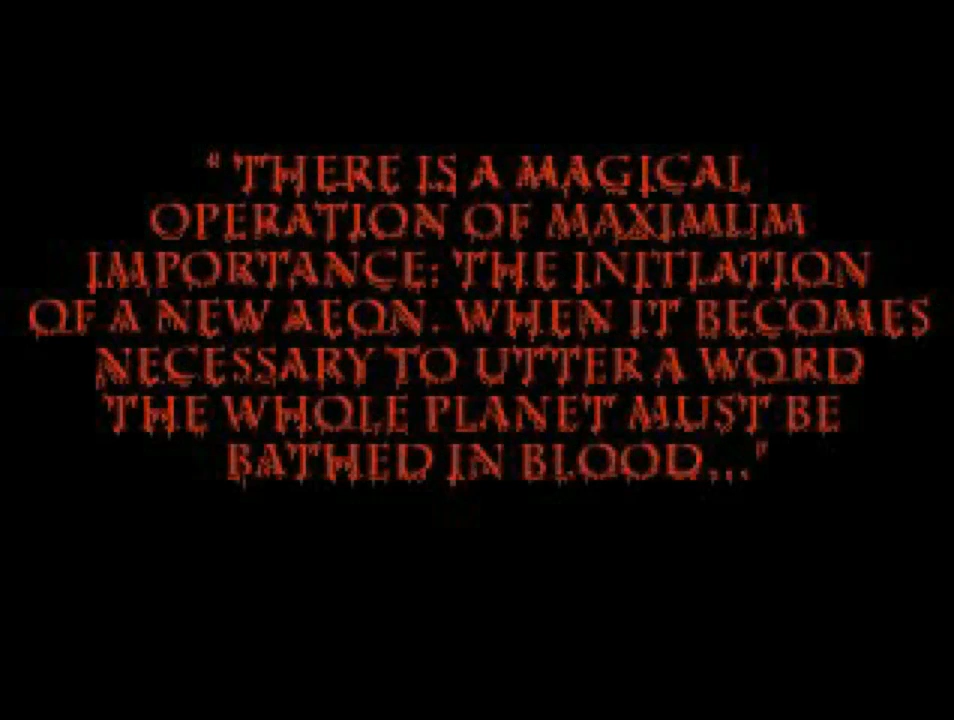 " THERE IS A MAGICAL
OPERATION OF MAXIMUM
IMPORTANCE: THE INITIATION
OF A NEW AEON. WHEN IT BECOMES
NECESSARY TO UTTER A WORD
THE WHOLE PLANET MUST BE
BATHED IN BLOOD..."